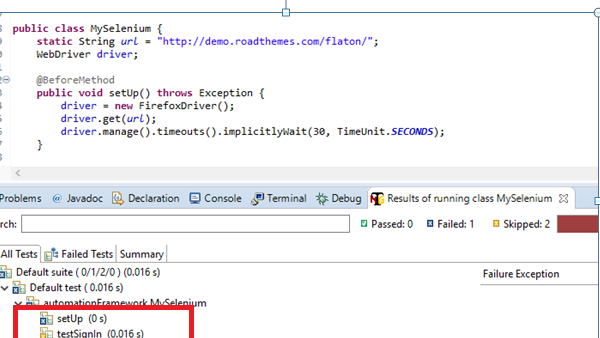 public class MySelenium {
static String url = "http://demo.roadthemes.com/flaton/";
WebDriver driver;
@BeforeMethod
public void setUp() throws Exception {
driver = new FirefoxDriver();
driver.get(url);
driver.manage().timeouts().implicitlyWait(30, TimeUnit.SECONDS);
}
Problems @ Javadoc Declaration Console Terminal Debug Results of running class MySelenium
rch: Passed: 0 Failed: 1 Skipped: 2
All Tests Failed Tests Summary
Default suite ( 0/1/2/0 ) (0.016 s) Failure Exception
Default test ( 0.016 s)
automationFramework.MySelenium
setUp (0 s)
testSignIn (0.016 s)